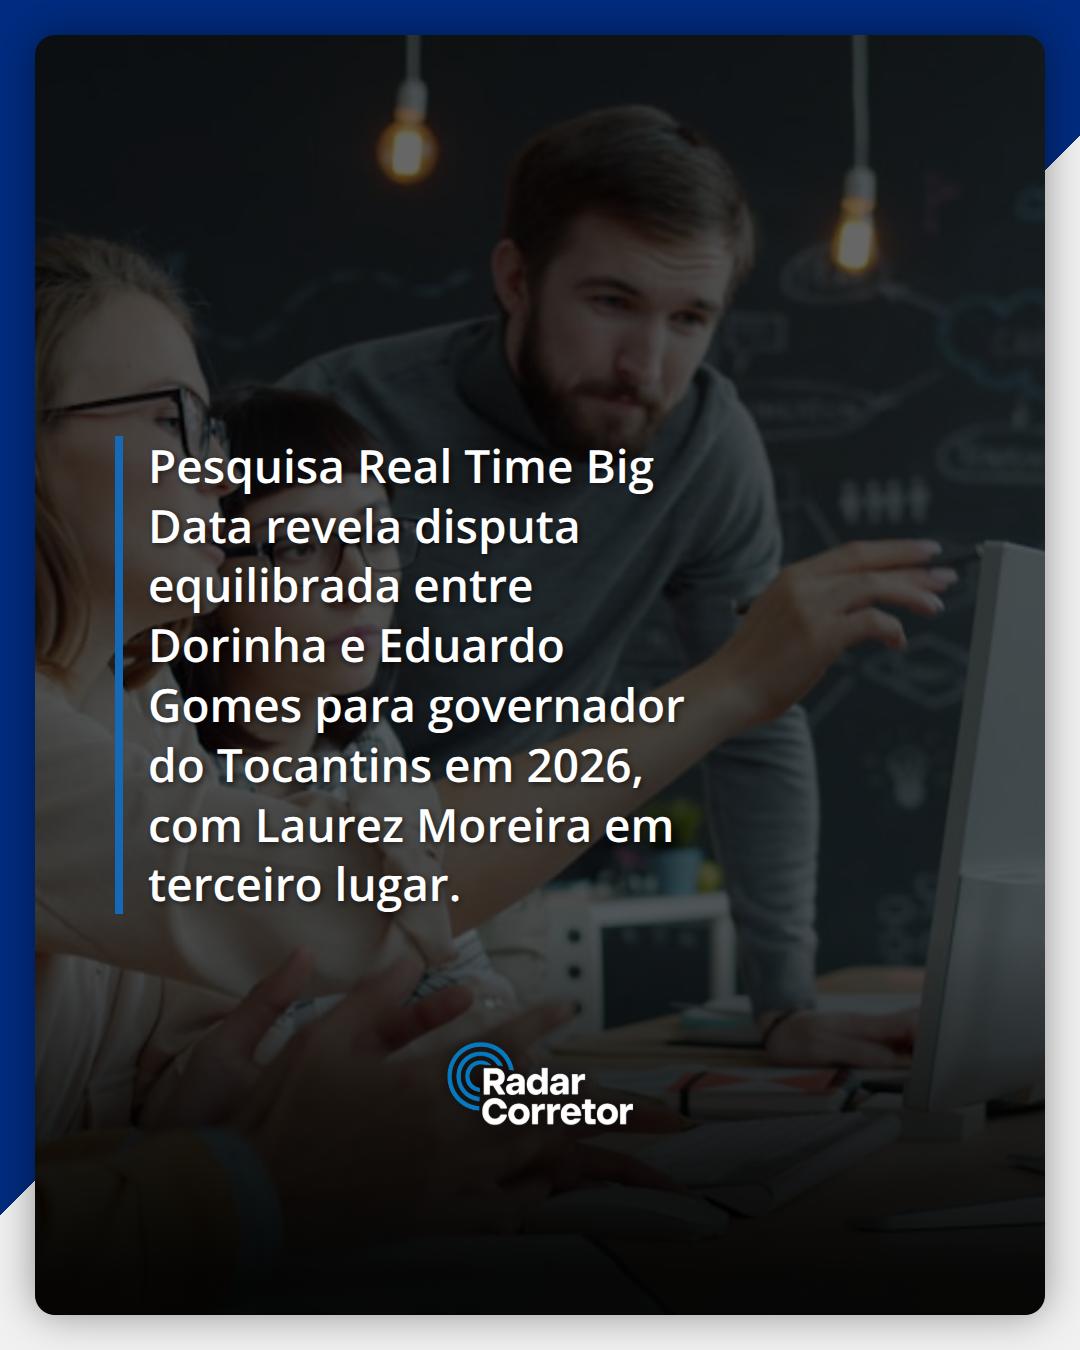 Pesquisa Real Time Big
Data revela disputa
equilibrada entre
Dorinha e Eduardo
Gomes para governador
do Tocantins em 2026,
com Laurez Moreira em
terceiro lugar.
Radar
Corretor